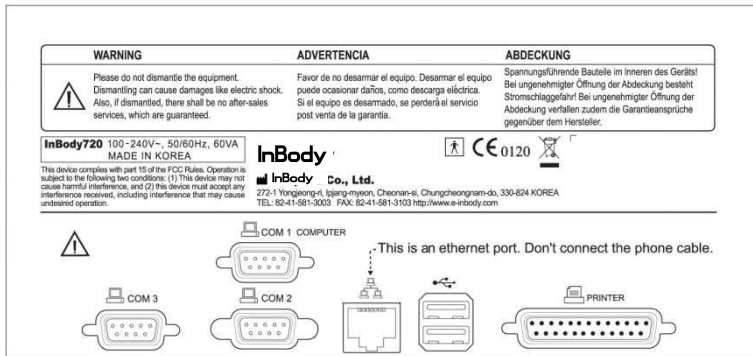 WARNING
Please do not dismantle the equipment.
Dismantling can cause damages like electric shock.
Also, if dismantled, there shall be no after-sales
services, which are guaranteed.
ADVERTENCIA
Favor de no desarmar el equipo. Desarmar el equipo
puede ocasionar daños, como descarga eléctrica.
Si el equipo es desarmado, se perderá el servicio
post venta de la garantia.
ABDECKUNG
Spannungsführende Bauteile im Inneren des Geräts!
Bei ungenehmigter Öffnung der Abdeckung besteht
Stromschlaggefahr! Bei ungenehmigter Öffnung der
Abdeckung verfallen zudem die Garantieansprüche
gegenüber dem Hersteller.
InBody720 100-240V~, 50/60Hz, 60VA
MADE IN KOREA
This device complies with part 15 of the FCC Rules. Operation is
subject to the following two conditions: (1) This device may not
cause harmful interference, and (2) this device must accept any
interference received, including interference that may cause
undesired operation.
InBody
InBody Co., Ltd.
272-1 Yongjeong-ri, Ipjang-myeon, Cheonan-si, Chungcheongnam-do, 330-824 KOREA
TEL: 82-41-581-3003 FAX: 82-41-581-3103 http://www.e-inbody.com
CE 0120
COM 1 COMPUTER
This is an ethernet port. Don't connect the phone cable.
COM 3
COM 2
PRINTER